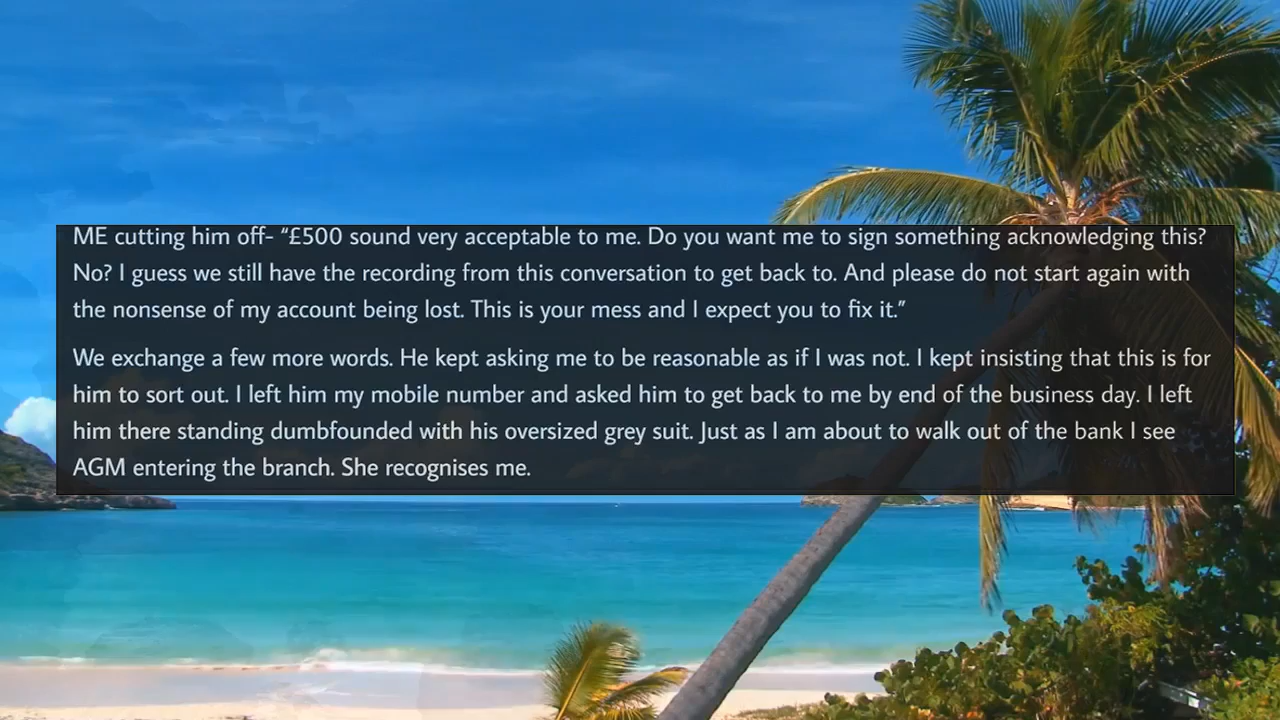 ME cutting him off- “£500 sound very acceptable to me. Do you want me to sign something acknowledging this?
No? I guess we still have the recording from this conversation to get back to. And please do not start again with
the nonsense of my account being lost. This is your mess and I expect you to fix it.”
We exchange a few more words. He kept asking me to be reasonable as if I was not. I kept insisting that this is for
him to sort out. I left him my mobile number and asked him to get back to me by end of the business day. I left
him there standing dumbfounded with his oversized grey suit. Just as I am about to walk out of the bank I see
AGM entering the branch. She recognises me.